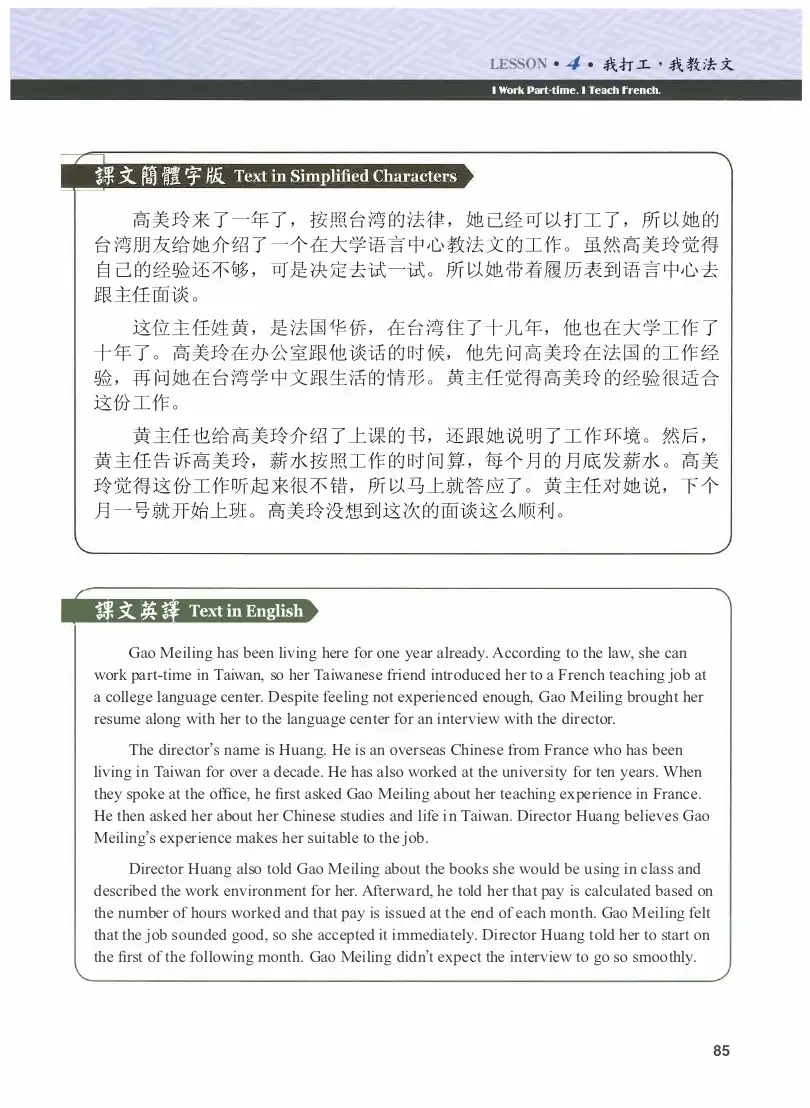 LESSON • 4 • 我打工，我教法文
I Work Part-time. I Teach French.
課文簡體字版 Text in Simplified Characters
高美玲来了一年了，按照台湾的法律，她已经可以打工了，所以她的
台湾朋友给她介绍了一个在大学语言中心教法文的工作。虽然高美玲觉得
自己的经验还不够，可是决定去试一试。所以她带着履历表到语言中心去
跟主任面谈。
这位主任姓黄，是法国华侨，在台湾住了十几年，他也在大学工作了
十年了。高美玲在办公室跟他谈话的时候，他先问高美玲在法国的工作经
验，再问她在台湾学中文跟生活的情形。黄主任觉得高美玲的经验很适合
这份工作。
黄主任也给高美玲介绍了上课的书，还跟她说明了工作环境。然后，
黄主任告诉高美玲，薪水按照工作的时间算，每个月的月底发薪水。高美
玲觉得这份工作听起来很不错，所以马上就答应了。黄主任对她说，下个
月一号就开始上班。高美玲没想到这次的面谈这么顺利。
課文英譯 Text in English
Gao Meiling has been living here for one year already. According to the law, she can
work part-time in Taiwan, so her Taiwanese friend introduced her to a French teaching job at
a college language center. Despite feeling not experienced enough, Gao Meiling brought her
resume along with her to the language center for an interview with the director.
The director's name is Huang. He is an overseas Chinese from France who has been
living in Taiwan for over a decade. He has also worked at the university for ten years. When
they spoke at the office, he first asked Gao Meiling about her teaching experience in France.
He then asked her about her Chinese studies and life in Taiwan. Director Huang believes Gao
Meiling's experience makes her suitable to the job.
Director Huang also told Gao Meiling about the books she would be using in class and
described the work environment for her. Afterward, he told her that pay is calculated based on
the number of hours worked and that pay is issued at the end of each month. Gao Meiling felt
that the job sounded good, so she accepted it immediately. Director Huang told her to start on
the first of the following month. Gao Meiling didn't expect the interview to go so smoothly.
85